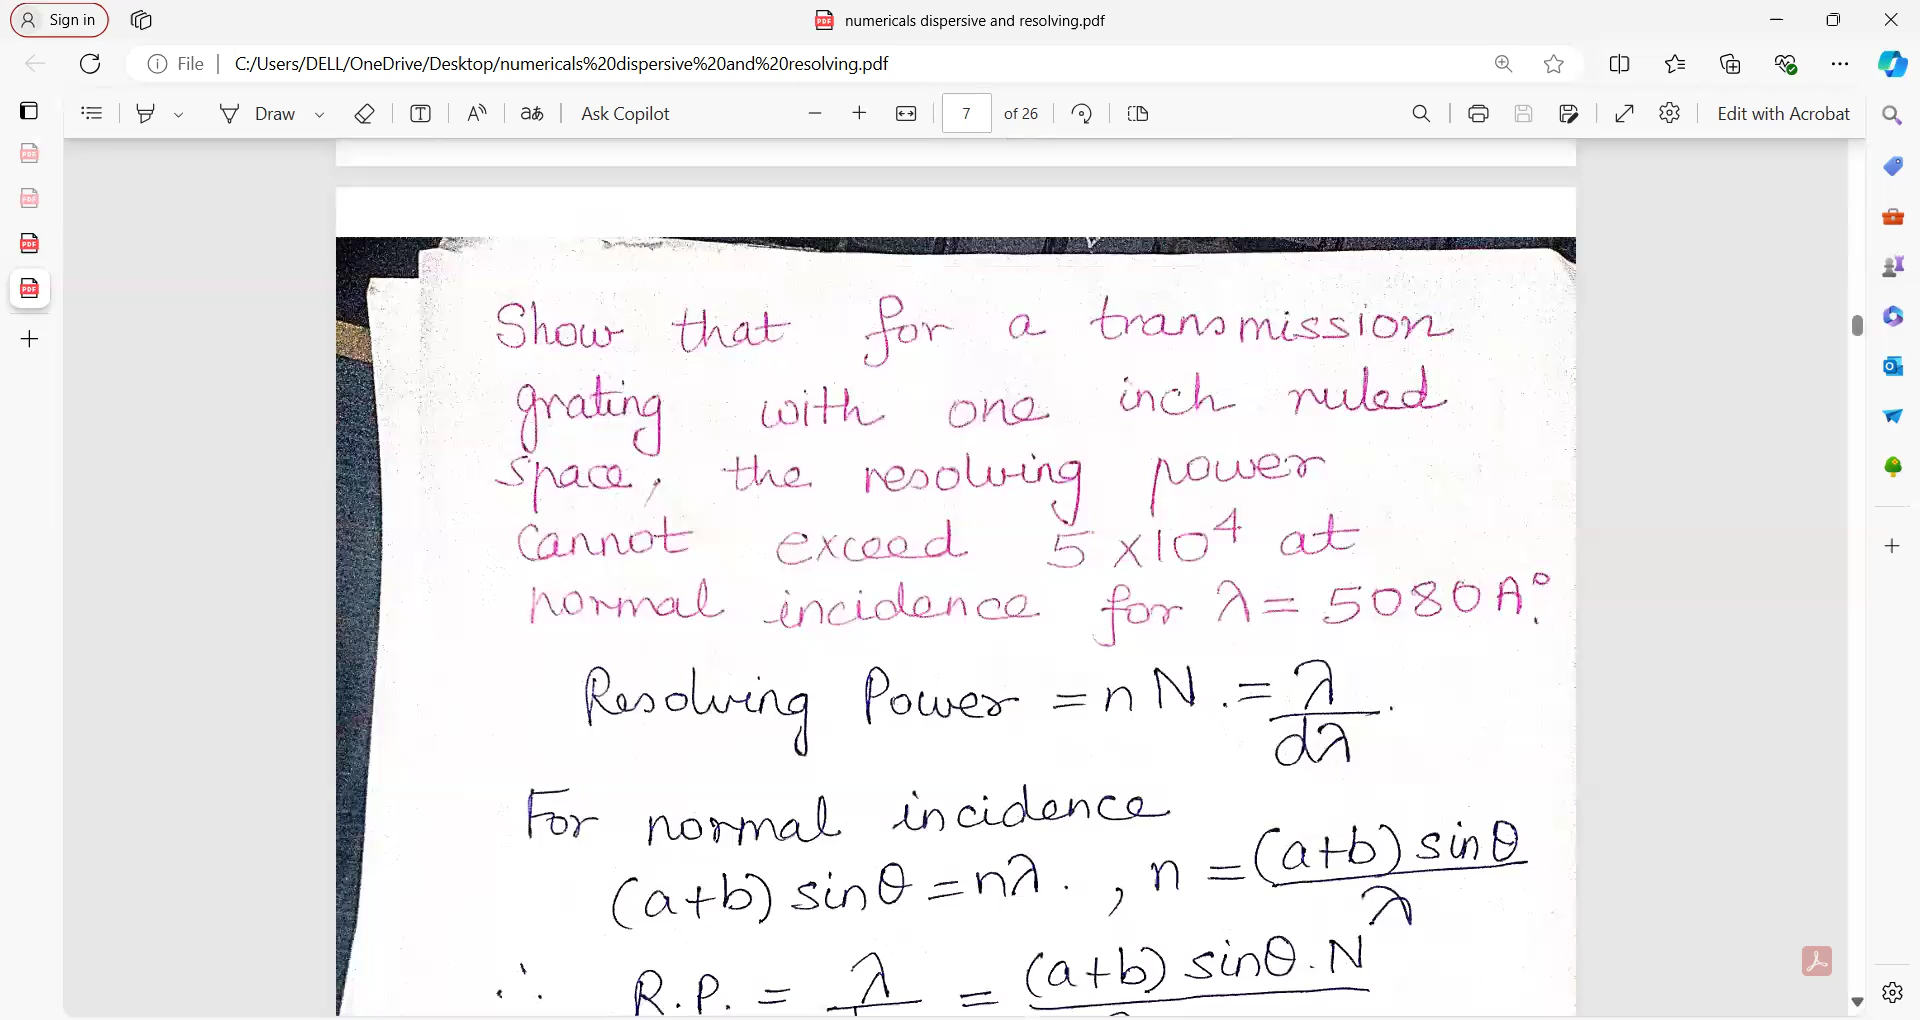 Sign in
numericals dispersive and resolving.pdf
File
C:/Users/DELL/OneDrive/Desktop/numericals%20dispersive%20and%20resolving.pdf
Draw
Ask Copilot
7 of 26
Edit with Acrobat
Show that for a transmission
grating with one inch ruled
space, the resolving power
cannot exceed 5×10⁴ at
normal incidence for λ = 5080 A°.
Resolving Power = nN. = λ/dλ.
For normal incidence
(a+b) sinθ = nλ. , n = (a+b) sinθ/λ
∴ R.P. = λ = (a+b) sinθ.N